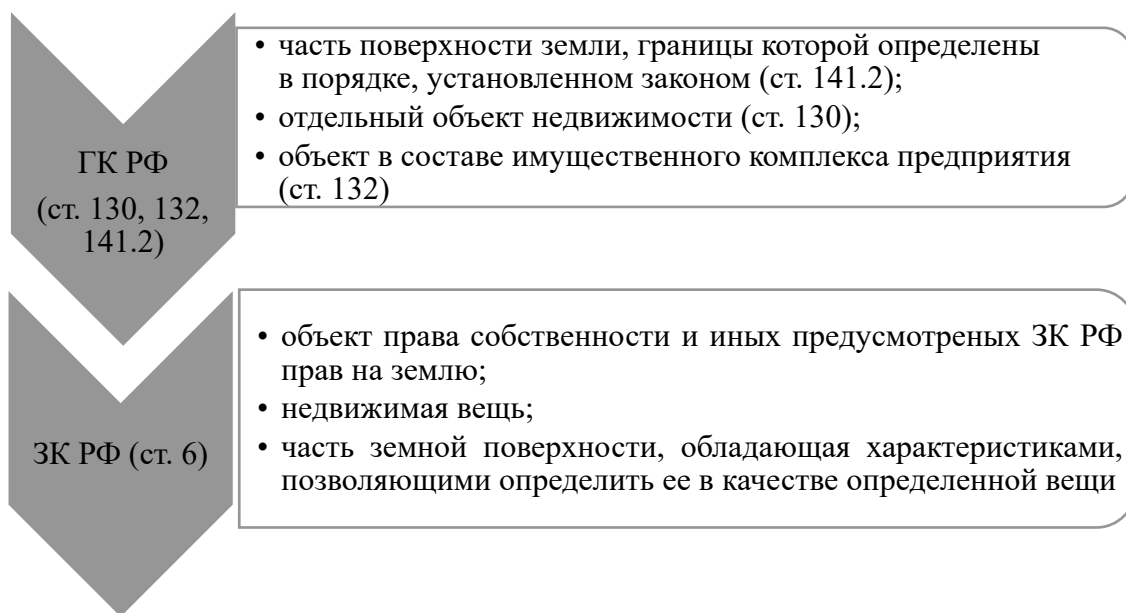 ГК РФ
(ст. 130, 132,
141.2)
• часть поверхности земли, границы которой определены
в порядке, установленном законом (ст. 141.2);
• отдельный объект недвижимости (ст. 130);
• объект в составе имущественного комплекса предприятия
(ст. 132)
ЗК РФ (ст. 6)
• объект права собственности и иных предусмотреных ЗК РФ
прав на землю;
• недвижимая вещь;
• часть земной поверхности, обладающая характеристиками,
позволяющими определить ее в качестве определенной вещи